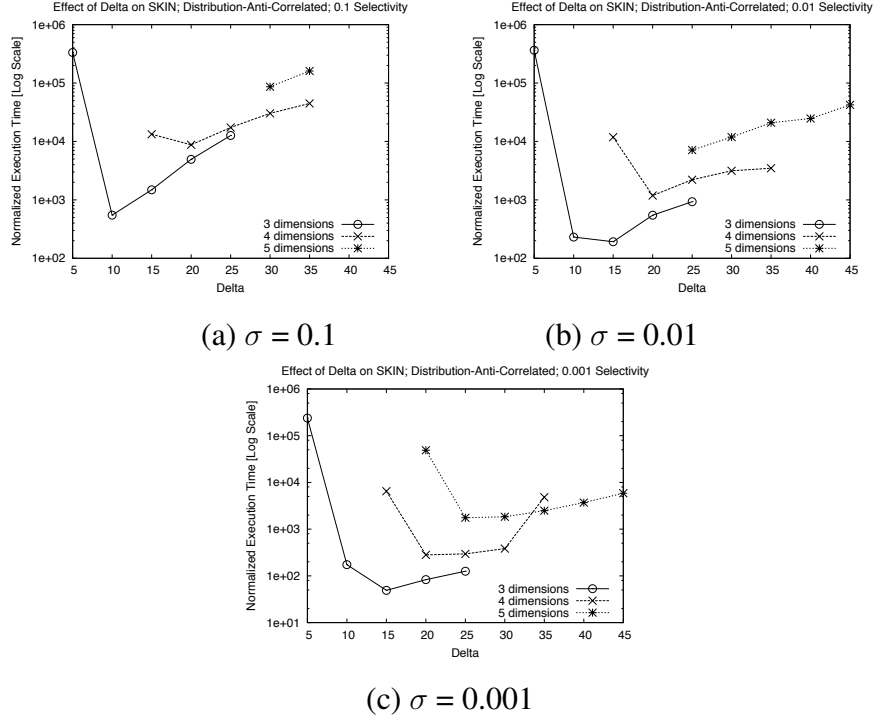 Effect of Delta on SKIN; Distribution-Anti-Correlated; 0.1 Selectivity
Normalized Execution Time [Log Scale]
1e+06
1e+05
1e+04
1e+03
1e+02
3 dimensions
4 dimensions
5 dimensions
5 10 15 20 25 30 35 40 45
Delta
(a) σ = 0.1
Effect of Delta on SKIN; Distribution-Anti-Correlated; 0.01 Selectivity
Normalized Execution Time [Log Scale]
1e+06
1e+05
1e+04
1e+03
1e+02
3 dimensions
4 dimensions
5 dimensions
5 10 15 20 25 30 35 40 45
Delta
(b) σ = 0.01
Effect of Delta on SKIN; Distribution-Anti-Correlated; 0.001 Selectivity
Normalized Execution Time [Log Scale]
1e+06
1e+05
1e+04
1e+03
1e+02
1e+01
3 dimensions
4 dimensions
5 dimensions
5 10 15 20 25 30 35 40 45
Delta
(c) σ = 0.001